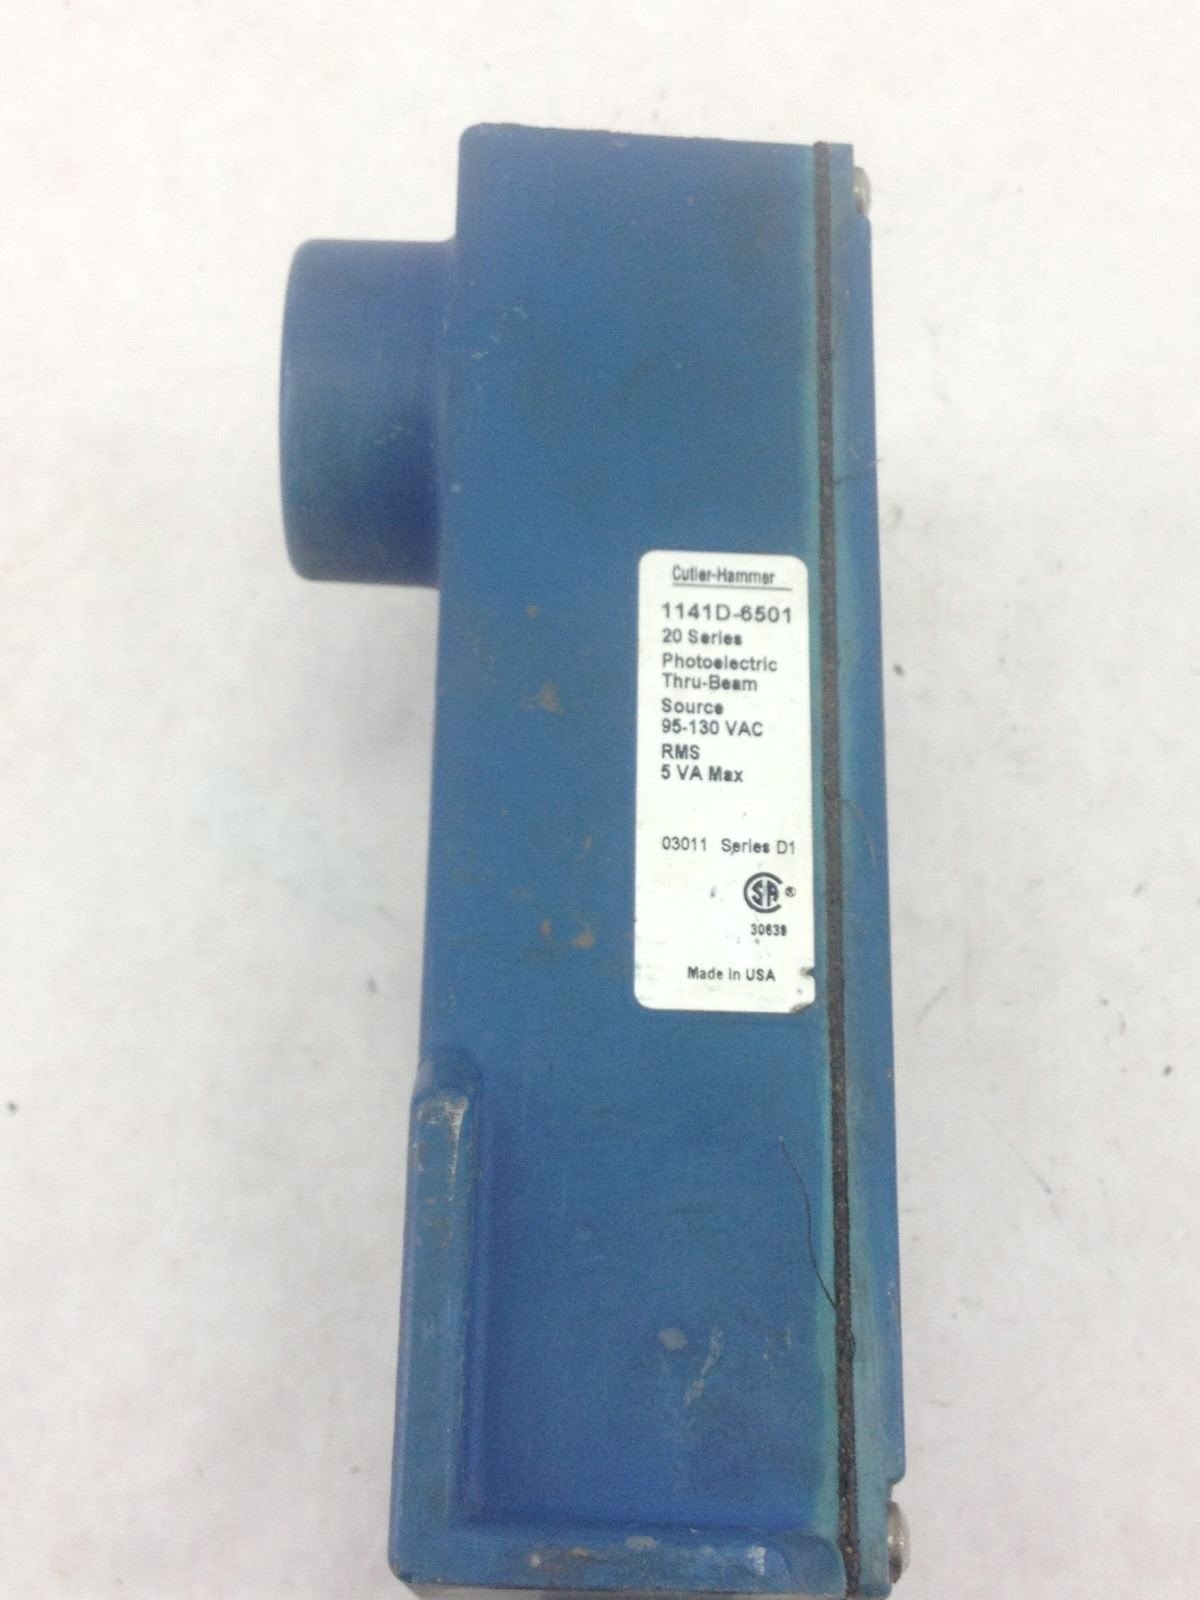 Cutler-Hammer
1141D-6501
20 Series
Photoelectric
Thru-Beam
Source
95-130 VAC
RMS
5 VA Max
03011 Series D1
SA ®
30639
Made in USA